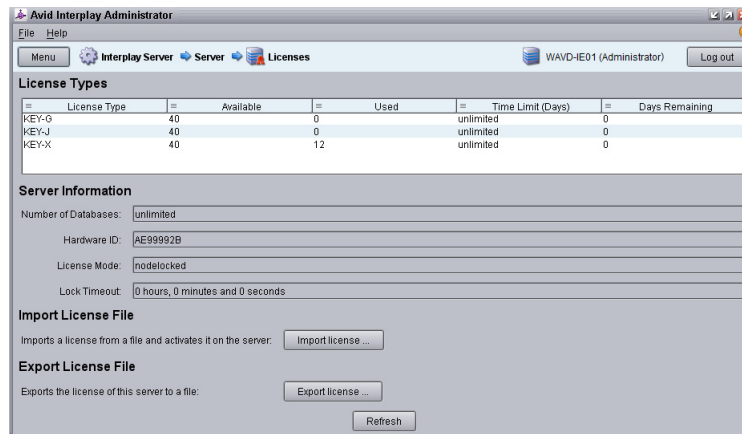 Avid Interplay Administrator
File Help
Menu Interplay Server Server Licenses WAVD-IE01 (Administrator) Log out
License Types
= License Type = Available = Used = Time Limit (Days) = Days Remaining
KEY-G 40 0 unlimited 0
KEY-J 40 0 unlimited 0
KEY-X 40 12 unlimited 0
Server Information
Number of Databases: unlimited
Hardware ID: AE99992B
License Mode: nodelocked
Lock Timeout: 0 hours, 0 minutes and 0 seconds
Import License File
Imports a license from a file and activates it on the server: Import license ...
Export License File
Exports the license of this server to a file: Export license ...
Refresh